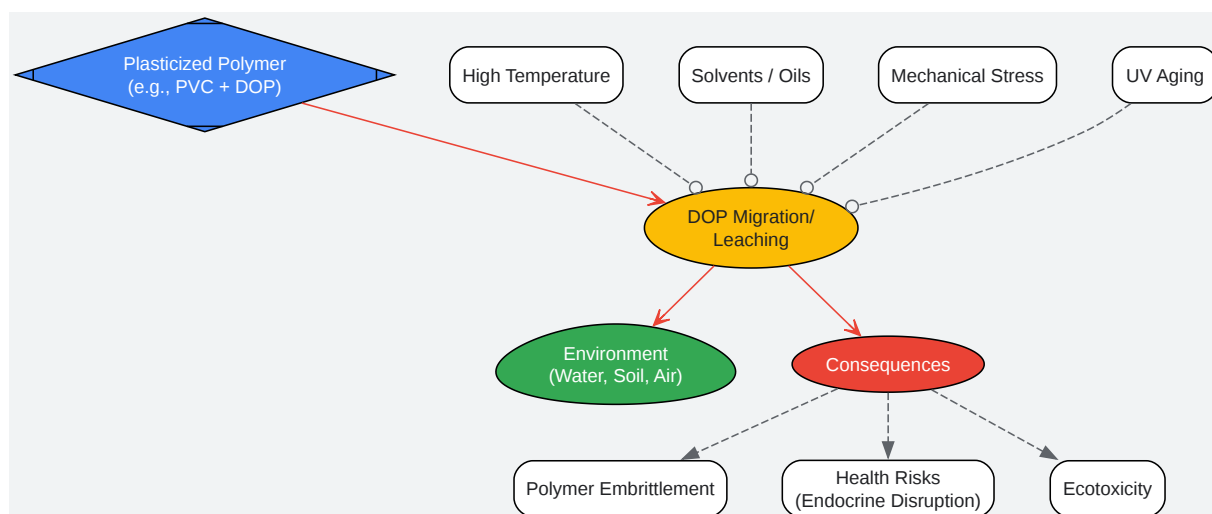 Plasticized Polymer
(e.g., PVC + DOP)
High Temperature
Solvents / Oils
Mechanical Stress
UV Aging
DOP Migration/
Leaching
Environment
(Water, Soil, Air)
Consequences
Polymer Embrittlement
Health Risks
(Endocrine Disruption)
Ecotoxicity